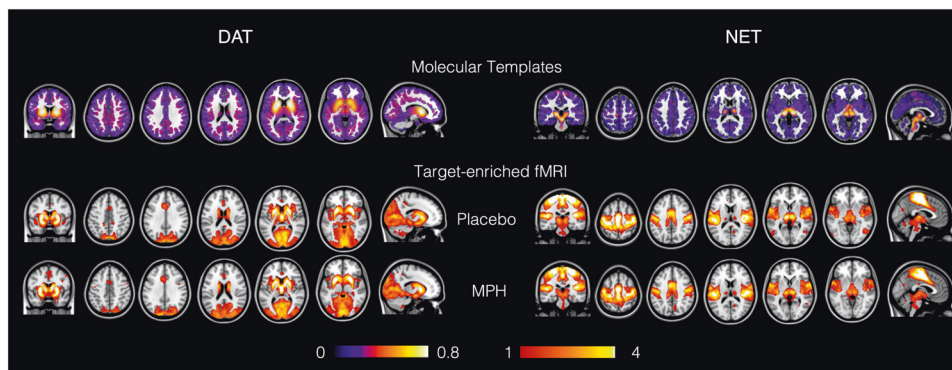 DAT
NET
Molecular Templates
Target-enriched fMRI
Placebo
MPH
0 0.8 1 4